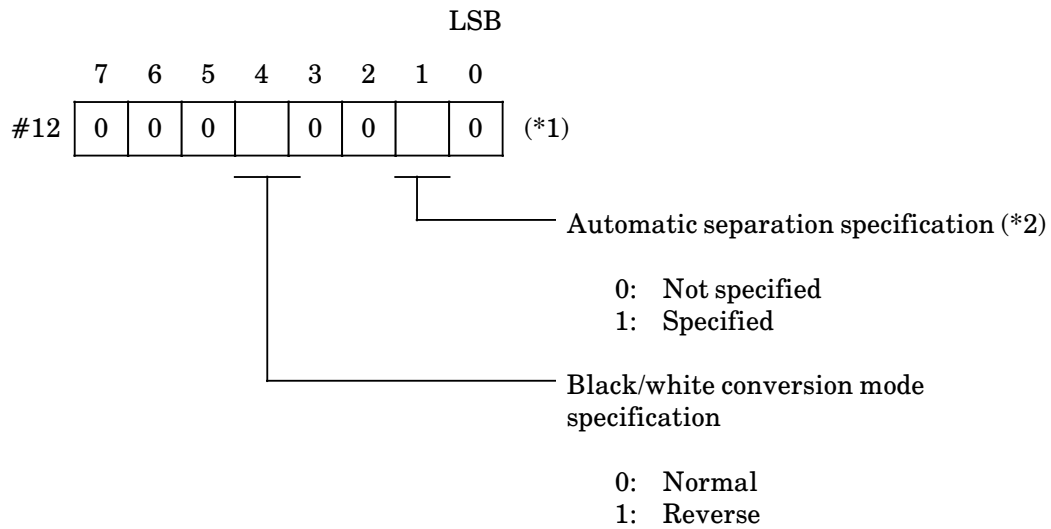 LSB
7 6 5 4 3 2 1 0
#12 0 0 0 0 0 0 (*1)
Automatic separation specification (*2)
0: Not specified
1: Specified
Black/white conversion mode
specification
0: Normal
1: Reverse